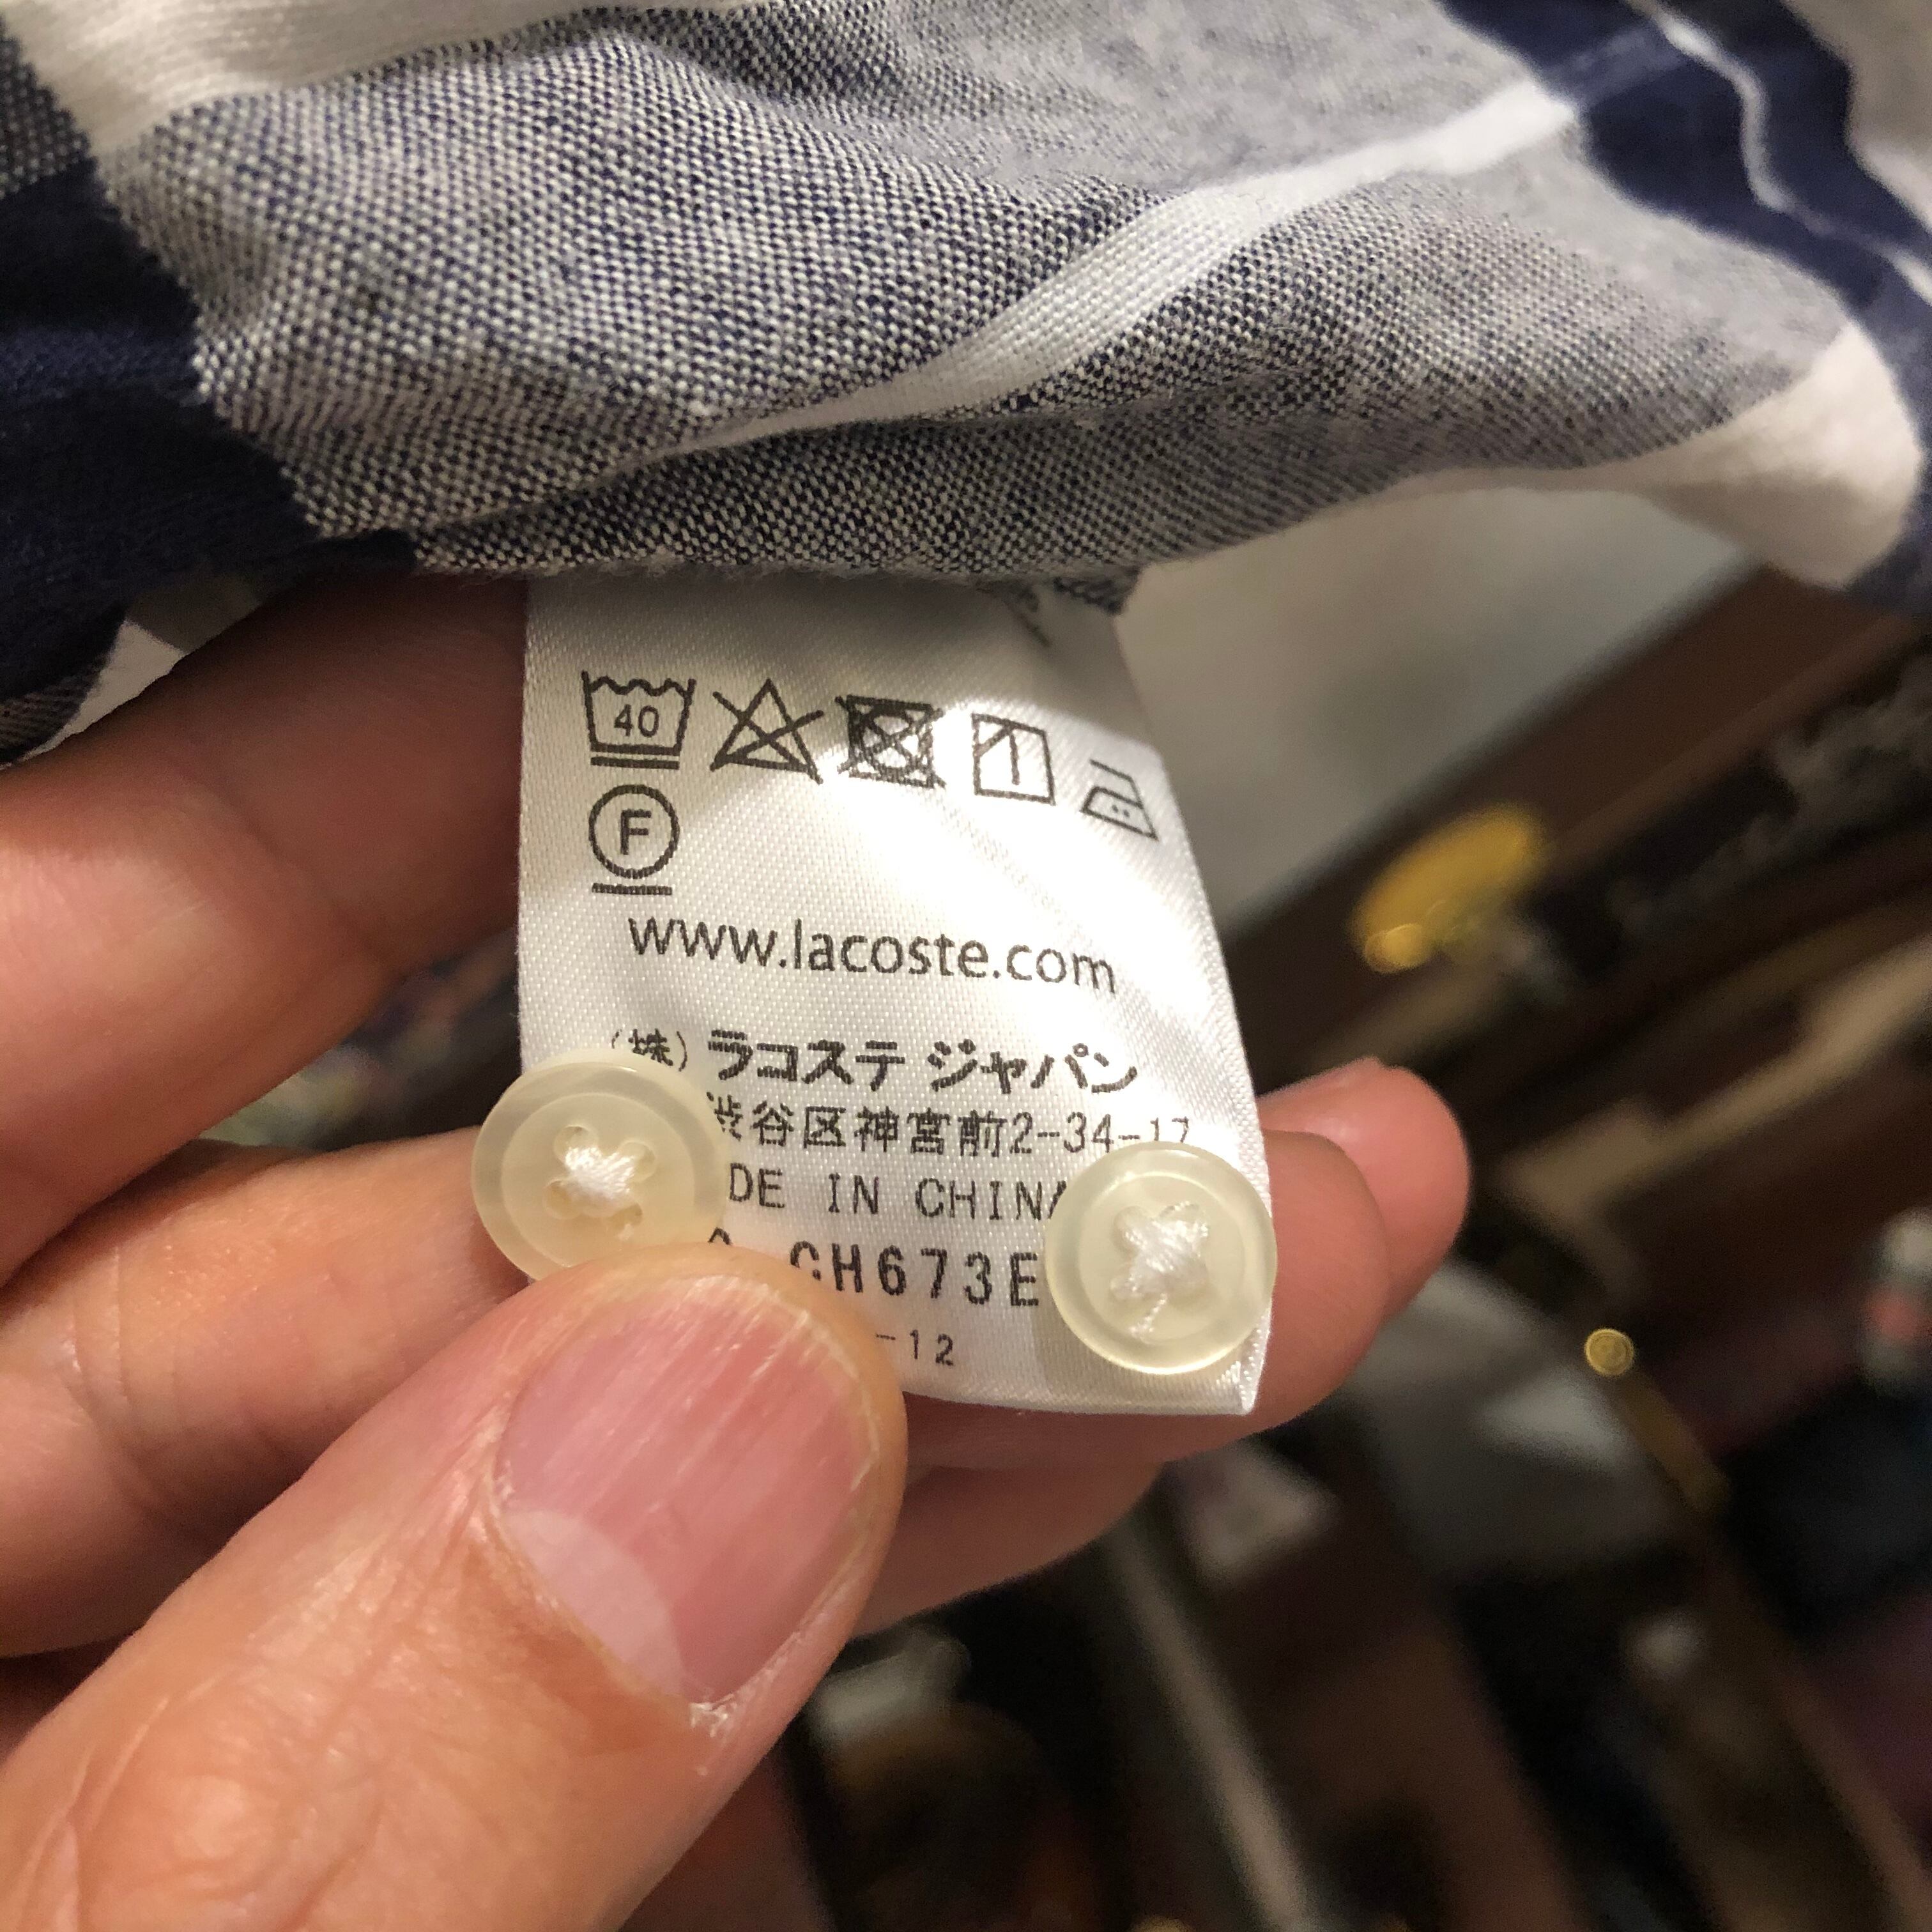 40
F
www.lacoste.com
(株) ラコステ ジャパン
渋谷区神宮前2-34-17
DE IN CHINA
CH673E
-12